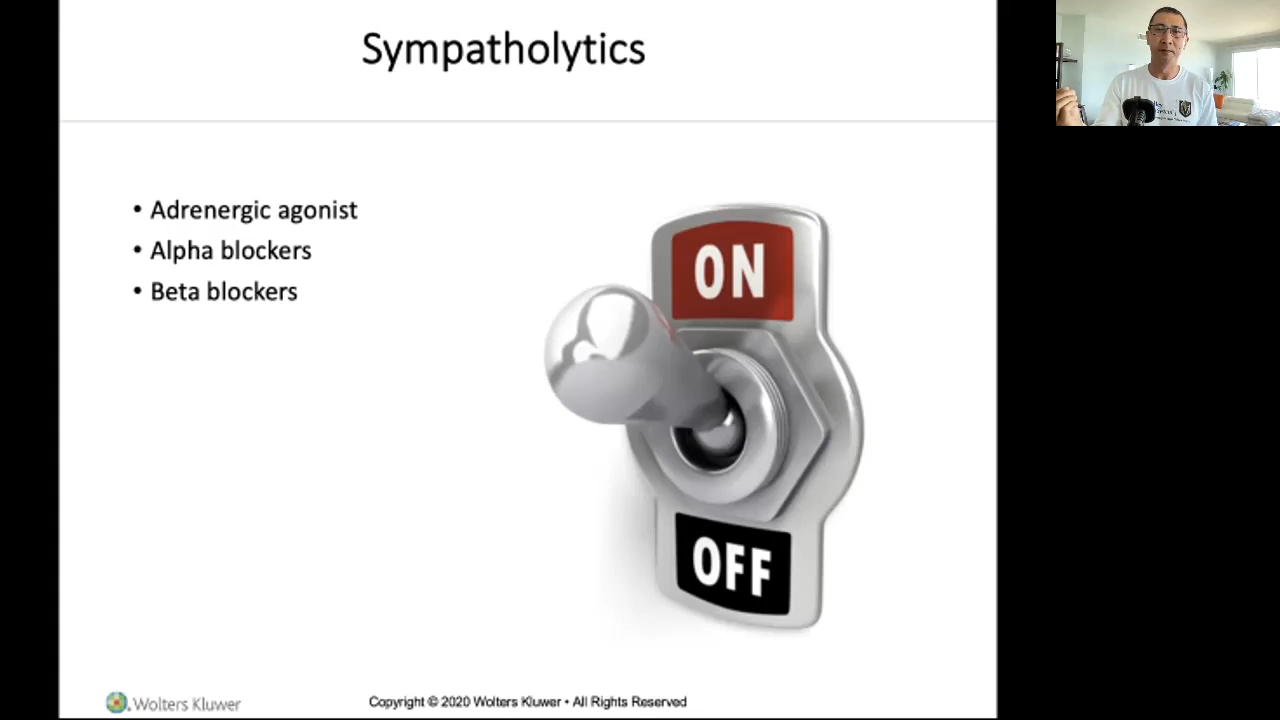 Sympatholytics
• Adrenergic agonist
• Alpha blockers
• Beta blockers
ON
OFF
Wolters Kluwer
Copyright © 2020 Wolters Kluwer • All Rights Reserved